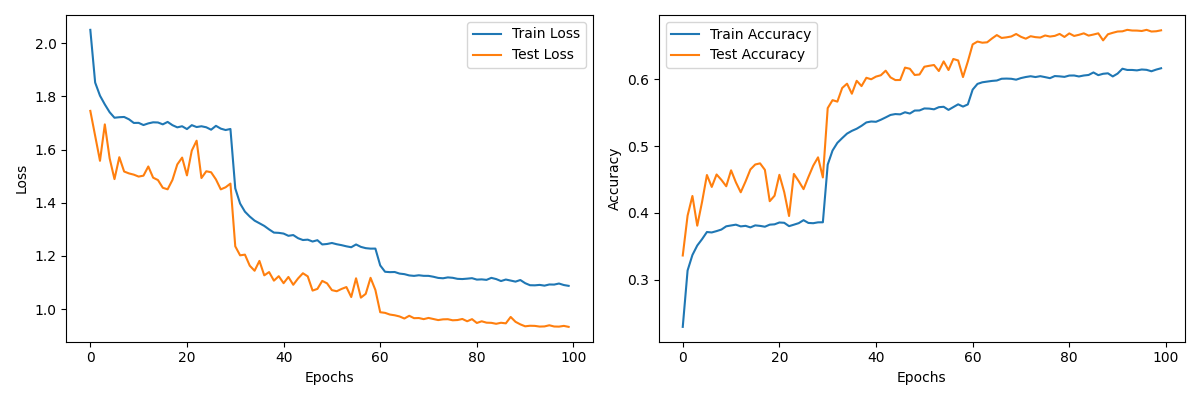 Train Loss
Test Loss
2.0
1.8
1.6
1.4
1.2
1.0
Loss
0 20 40 60 80 100
Epochs
Train Accuracy
Test Accuracy
0.6
0.5
0.4
0.3
Accuracy
0 20 40 60 80 100
Epochs